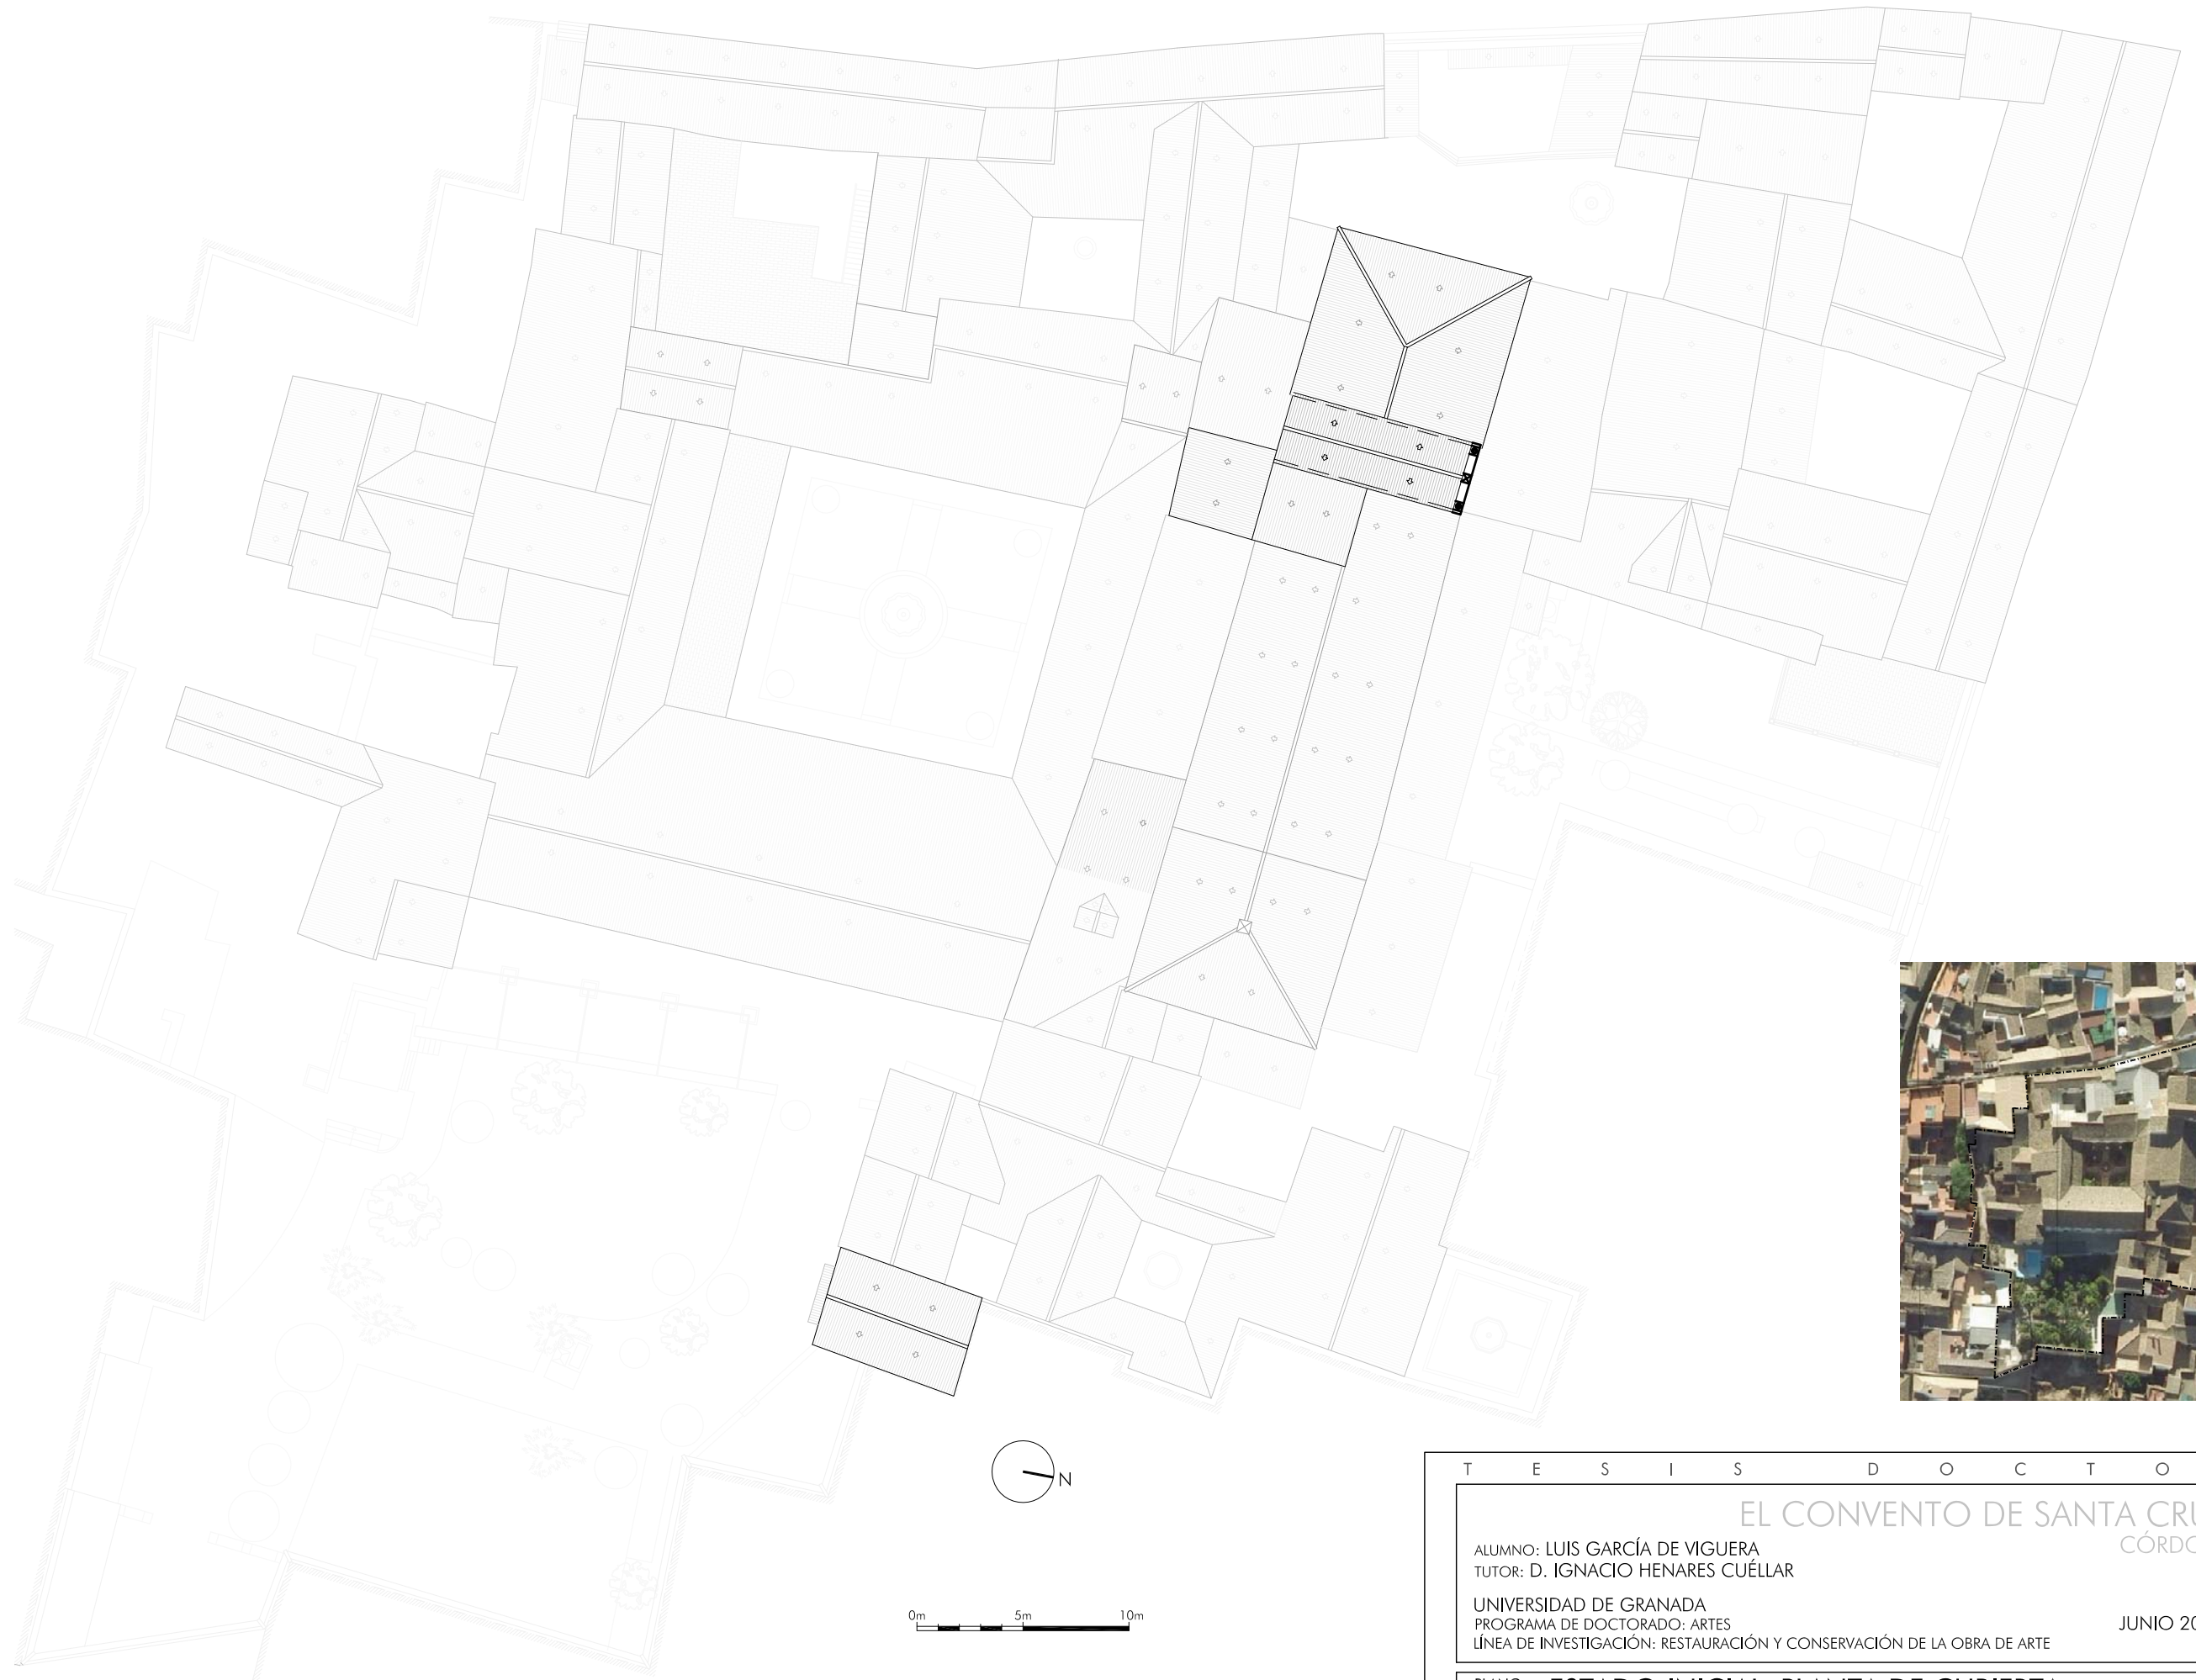 N
0m 5m 10m
T E S I S D O C T O
EL CONVENTO DE SANTA CRU
CÓRDO
ALUMNO: LUIS GARCÍA DE VIGUERA
TUTOR: D. IGNACIO HENARES CUÉLLAR
UNIVERSIDAD DE GRANADA
PROGRAMA DE DOCTORADO: ARTES
JUNIO 20
LÍNEA DE INVESTIGACIÓN: RESTAURACIÓN Y CONSERVACIÓN DE LA OBRA DE ARTE